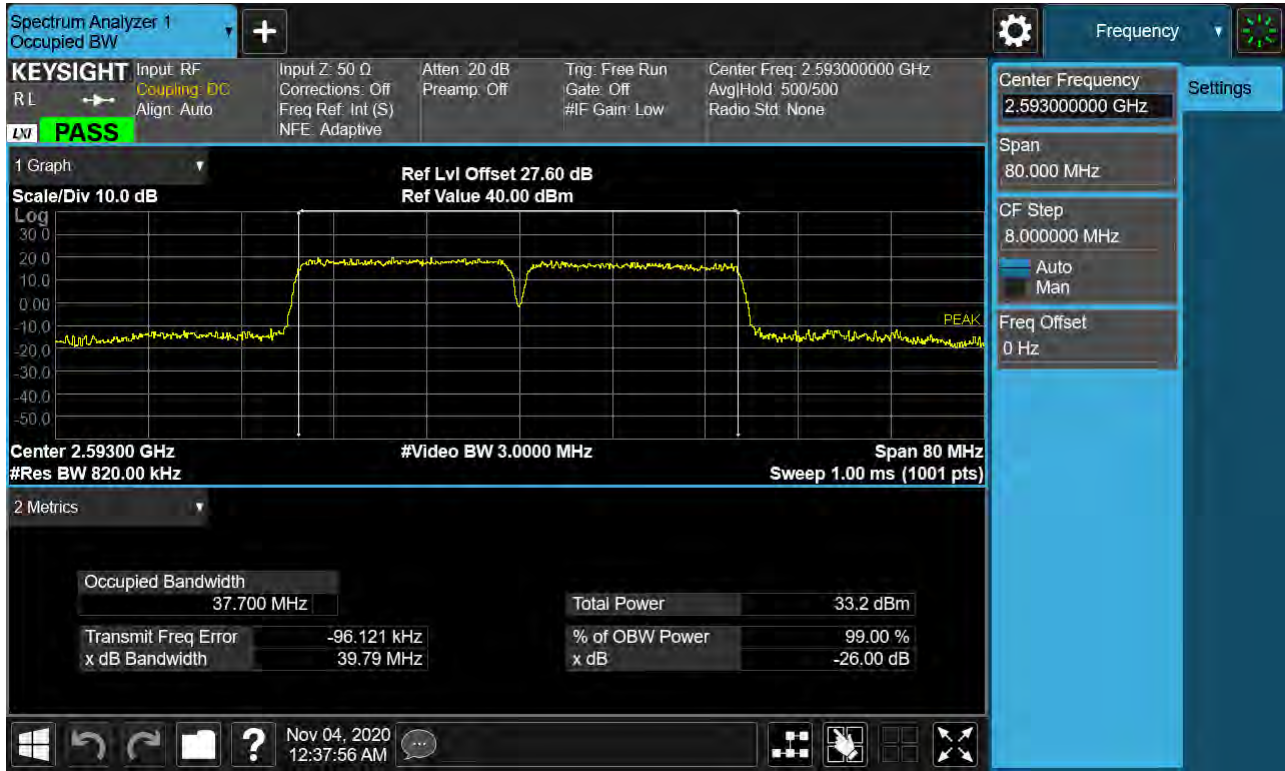 Spectrum Analyzer 1
Occupied BW
+
Frequency
KEYSIGHT
RL
LXI
PASS
Input: RF
Coupling: DC
Align: Auto
Input Z: 50 Ω
Corrections: Off
Freq Ref: Int (S)
NFE: Adaptive
Atten: 20 dB
Preamp: Off
Trig: Free Run
Gate: Off
#IF Gain: Low
Center Freq: 2.593000000 GHz
Avg|Hold: 500/500
Radio Std: None
Center Frequency
2.593000000 GHz
Settings
Span
80.000 MHz
CF Step
8.000000 MHz
Auto
Man
Freq Offset
0 Hz
1 Graph
Scale/Div 10.0 dB
Ref Lvl Offset 27.60 dB
Ref Value 40.00 dBm
Log
30.0
20.0
10.0
0.00
-10.0
-20.0
-30.0
-40.0
-50.0
PEAK
Center 2.59300 GHz
#Video BW 3.0000 MHz
Span 80 MHz
#Res BW 820.00 kHz
Sweep 1.00 ms (1001 pts)
2 Metrics
Occupied Bandwidth
37.700 MHz
Total Power 33.2 dBm
Transmit Freq Error -96.121 kHz
% of OBW Power 99.00 %
x dB Bandwidth 39.79 MHz
x dB -26.00 dB
?
Nov 04, 2020
12:37:56 AM